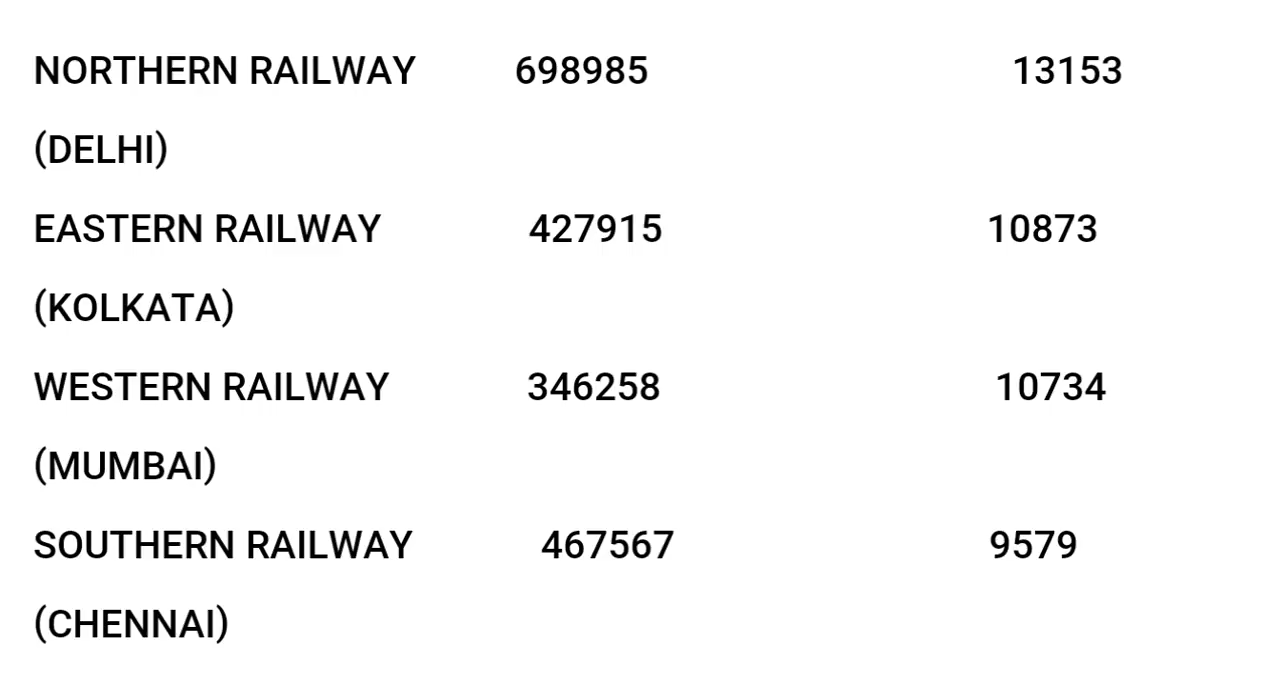 NORTHERN RAILWAY 698985 13153
(DELHI)
EASTERN RAILWAY 427915 10873
(KOLKATA)
WESTERN RAILWAY 346258 10734
(MUMBAI)
SOUTHERN RAILWAY 467567 9579
(CHENNAI)